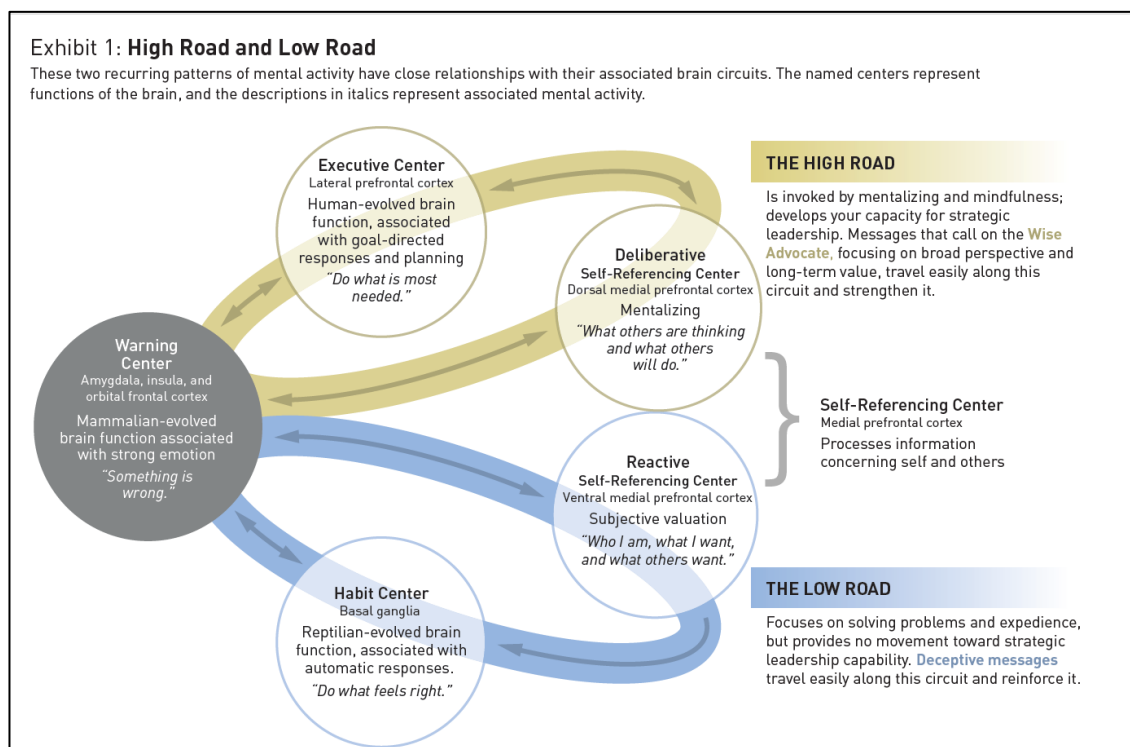 Exhibit 1: High Road and Low Road
These two recurring patterns of mental activity have close relationships with their associated brain circuits. The named centers represent
functions of the brain, and the descriptions in italics represent associated mental activity.
Executive Center
Lateral prefrontal cortex
Human-evolved brain
function, associated
with goal-directed
responses and planning
“Do what is most
needed.”
THE HIGH ROAD
Is invoked by mentalizing and mindfulness;
develops your capacity for strategic
leadership. Messages that call on the Wise
Advocate, focusing on broad perspective and
long-term value, travel easily along this
circuit and strengthen it.
Deliberative
Self-Referencing Center
Dorsal medial prefrontal cortex
Mentalizing
“What others are thinking
and what others
will do.”
Warning
Center
Amygdala, insula, and
orbital frontal cortex
Mammalian-evolved
brain function associated
with strong emotion
“Something is
wrong.”
Self-Referencing Center
Medial prefrontal cortex
Processes information
concerning self and others
Reactive
Self-Referencing Center
Ventral medial prefrontal cortex
Subjective valuation
“Who I am, what I want,
and what others want.”
Habit Center
Basal ganglia
Reptilian-evolved brain
function, associated with
automatic responses.
“Do what feels right.”
THE LOW ROAD
Focuses on solving problems and expedience,
but provides no movement toward strategic
leadership capability. Deceptive messages
travel easily along this circuit and reinforce it.